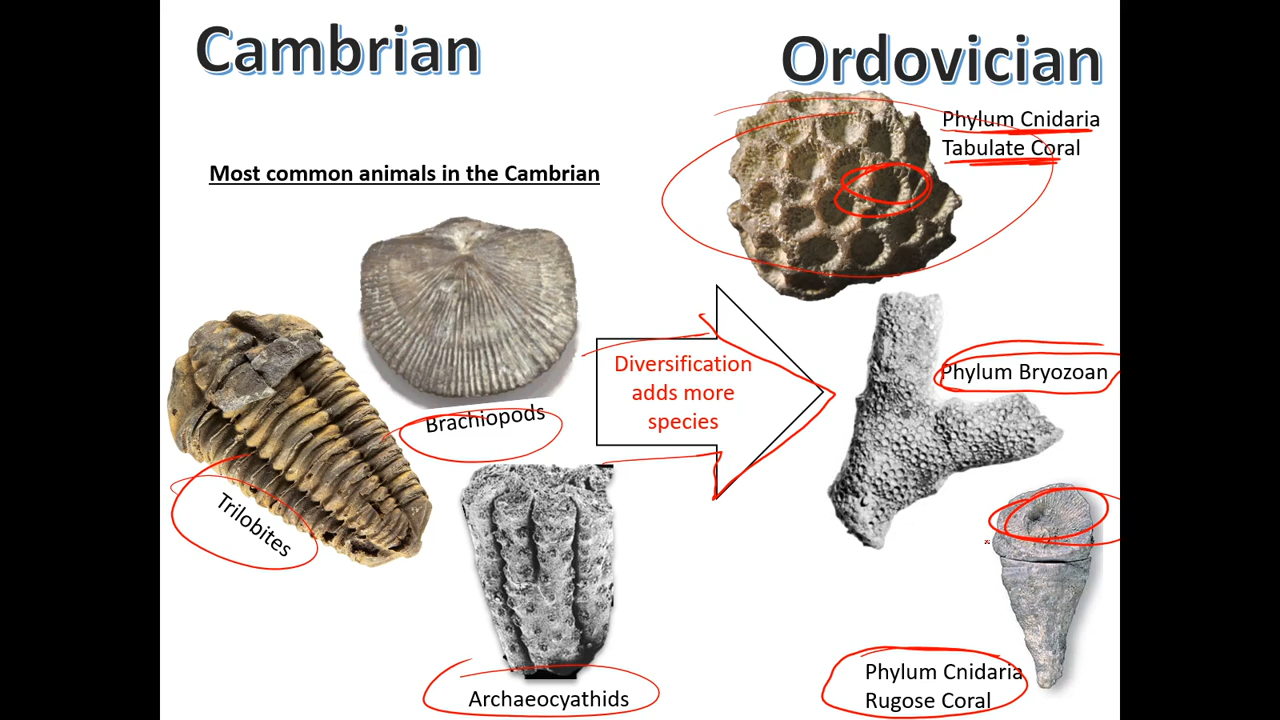 Cambrian
Ordovician
Phylum Cnidaria
Tabulate Coral
Most common animals in the Cambrian
Diversification
adds more
species
Phylum Bryozoan
Brachiopods
Trilobites
Archaeocyathids
Phylum Cnidaria
Rugose Coral